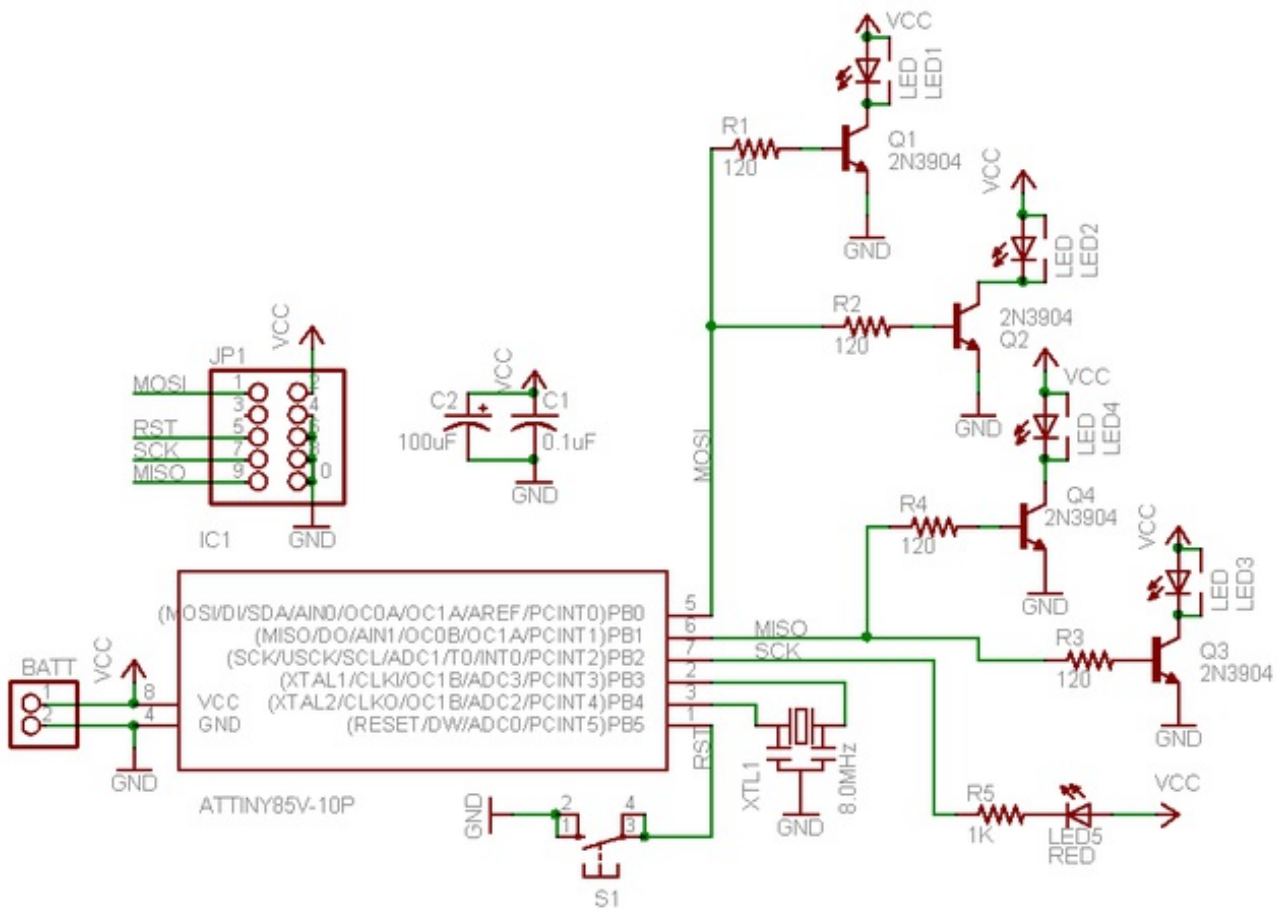 VCC
LED
LED1
R1
120
Q1
2N3904
GND
VCC
LED
LED2
R2
120
2N3904
Q2
GND
VCC
LED
LED4
R4
120
Q4
2N3904
GND
VCC
LED
LED3
R3
120
Q3
2N3904
GND
MOSI
VCC
JP1
MOSI 1 2
3 4
RST 5 6
SCK 7 8
MISO 9 0
GND
VCC
C2
100uF
C1
0.1uF
GND
IC1
(MOSI/DI/SDA/AIN0/OC0A/OC1A/AREF/PCINT0)PB0 5
(MISO/DO/AIN1/OC0B/OC1A/PCINT1)PB1 6 MISO
(SCK/USCK/SCL/ADC1/T0/INT0/PCINT2)PB2 7 SCK
(XTAL1/CLKI/OC1B/ADC3/PCINT3)PB3 2
8 VCC (XTAL2/CLKO/OC1B/ADC2/PCINT4)PB4 3
4 GND (RESET/DW/ADC0/PCINT5)PB5 1
RST
BATT
1
2
VCC
GND
ATTINY85V-10P
XTL1
8.0MHz
GND
GND
2 4
1 3
S1
R5
1K
LED5
RED
VCC